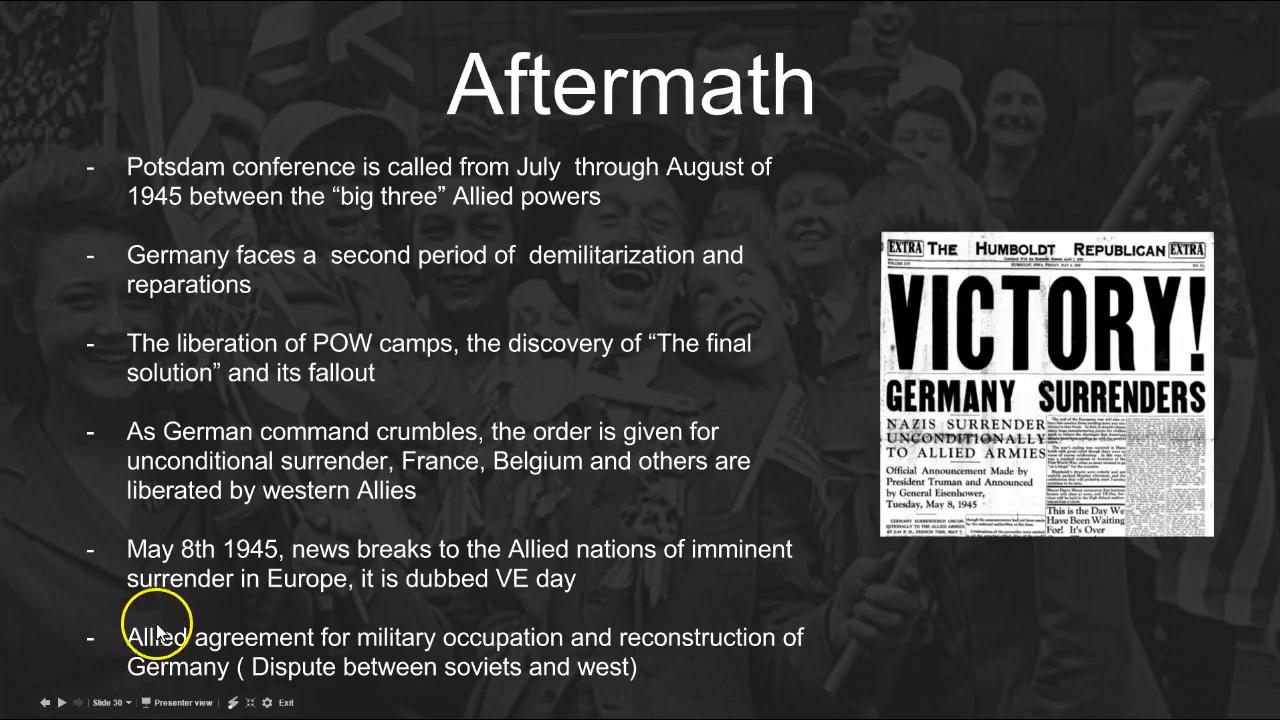 Aftermath
- Potsdam conference is called from July  through August of
1945 between the “big three” Allied powers
- Germany faces a  second period of  demilitarization and
reparations
- The liberation of POW camps, the discovery of “The final
solution” and its fallout
- As German command crumbles, the order is given for
unconditional surrender, France, Belgium and others are
liberated by western Allies
- May 8th 1945, news breaks to the Allied nations of imminent
surrender in Europe, it is dubbed VE day
- Allied agreement for military occupation and reconstruction of
Germany ( Dispute between soviets and west)
EXTRA THE HUMBOLDT REPUBLICAN EXTRA
VICTORY!
GERMANY SURRENDERS
NAZIS SURRENDER
UNCONDITIONALLY
TO ALLIED ARMIES
Official Announcement Made by
President Truman and Announced
by General Eisenhower,
Tuesday, May 8, 1945
This is the Day We
Have Been Waiting
For! It's Over
Slide 30
Presenter view
Exit